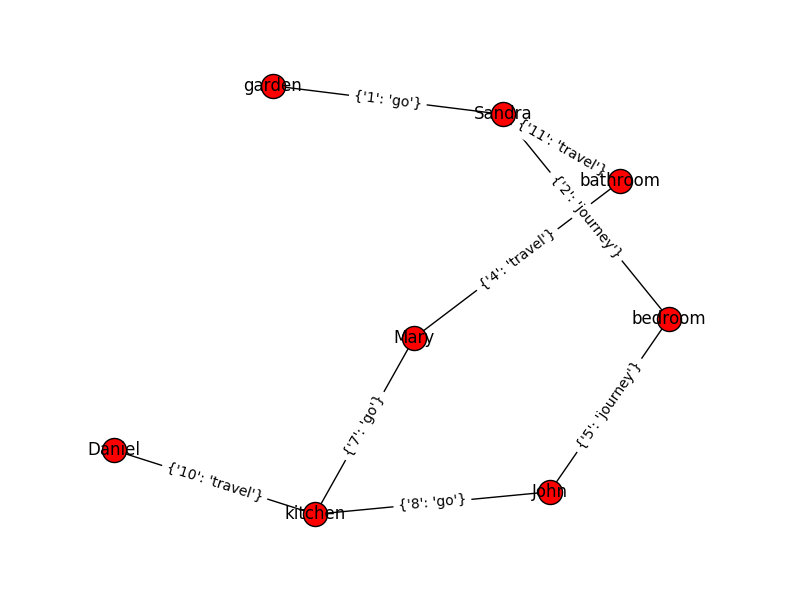 garden
{'1': 'go'}
Sandra
{'11': 'travel'}
bathroom
{'2': 'journey'}
{'4': 'travel'}
bedroom
Mary
{'5': 'journey'}
{'7': 'go'}
Daniel
{'10': 'travel'}
John
{'8': 'go'}
kitchen